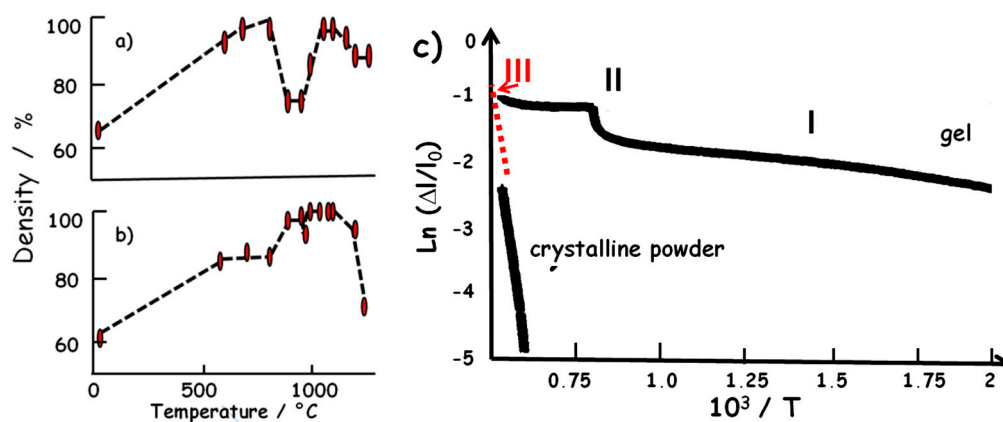 a)
100
80
60
b)
100
80
60
Density / %
0
500
1000
Temperature / °C
c)
0
-1
-2
-3
-4
-5
Ln (ΔI/I₀)
III
II
I
gel
crystalline powder
0.75
1.0
1.25
1.5
1.75
2
10³ / T